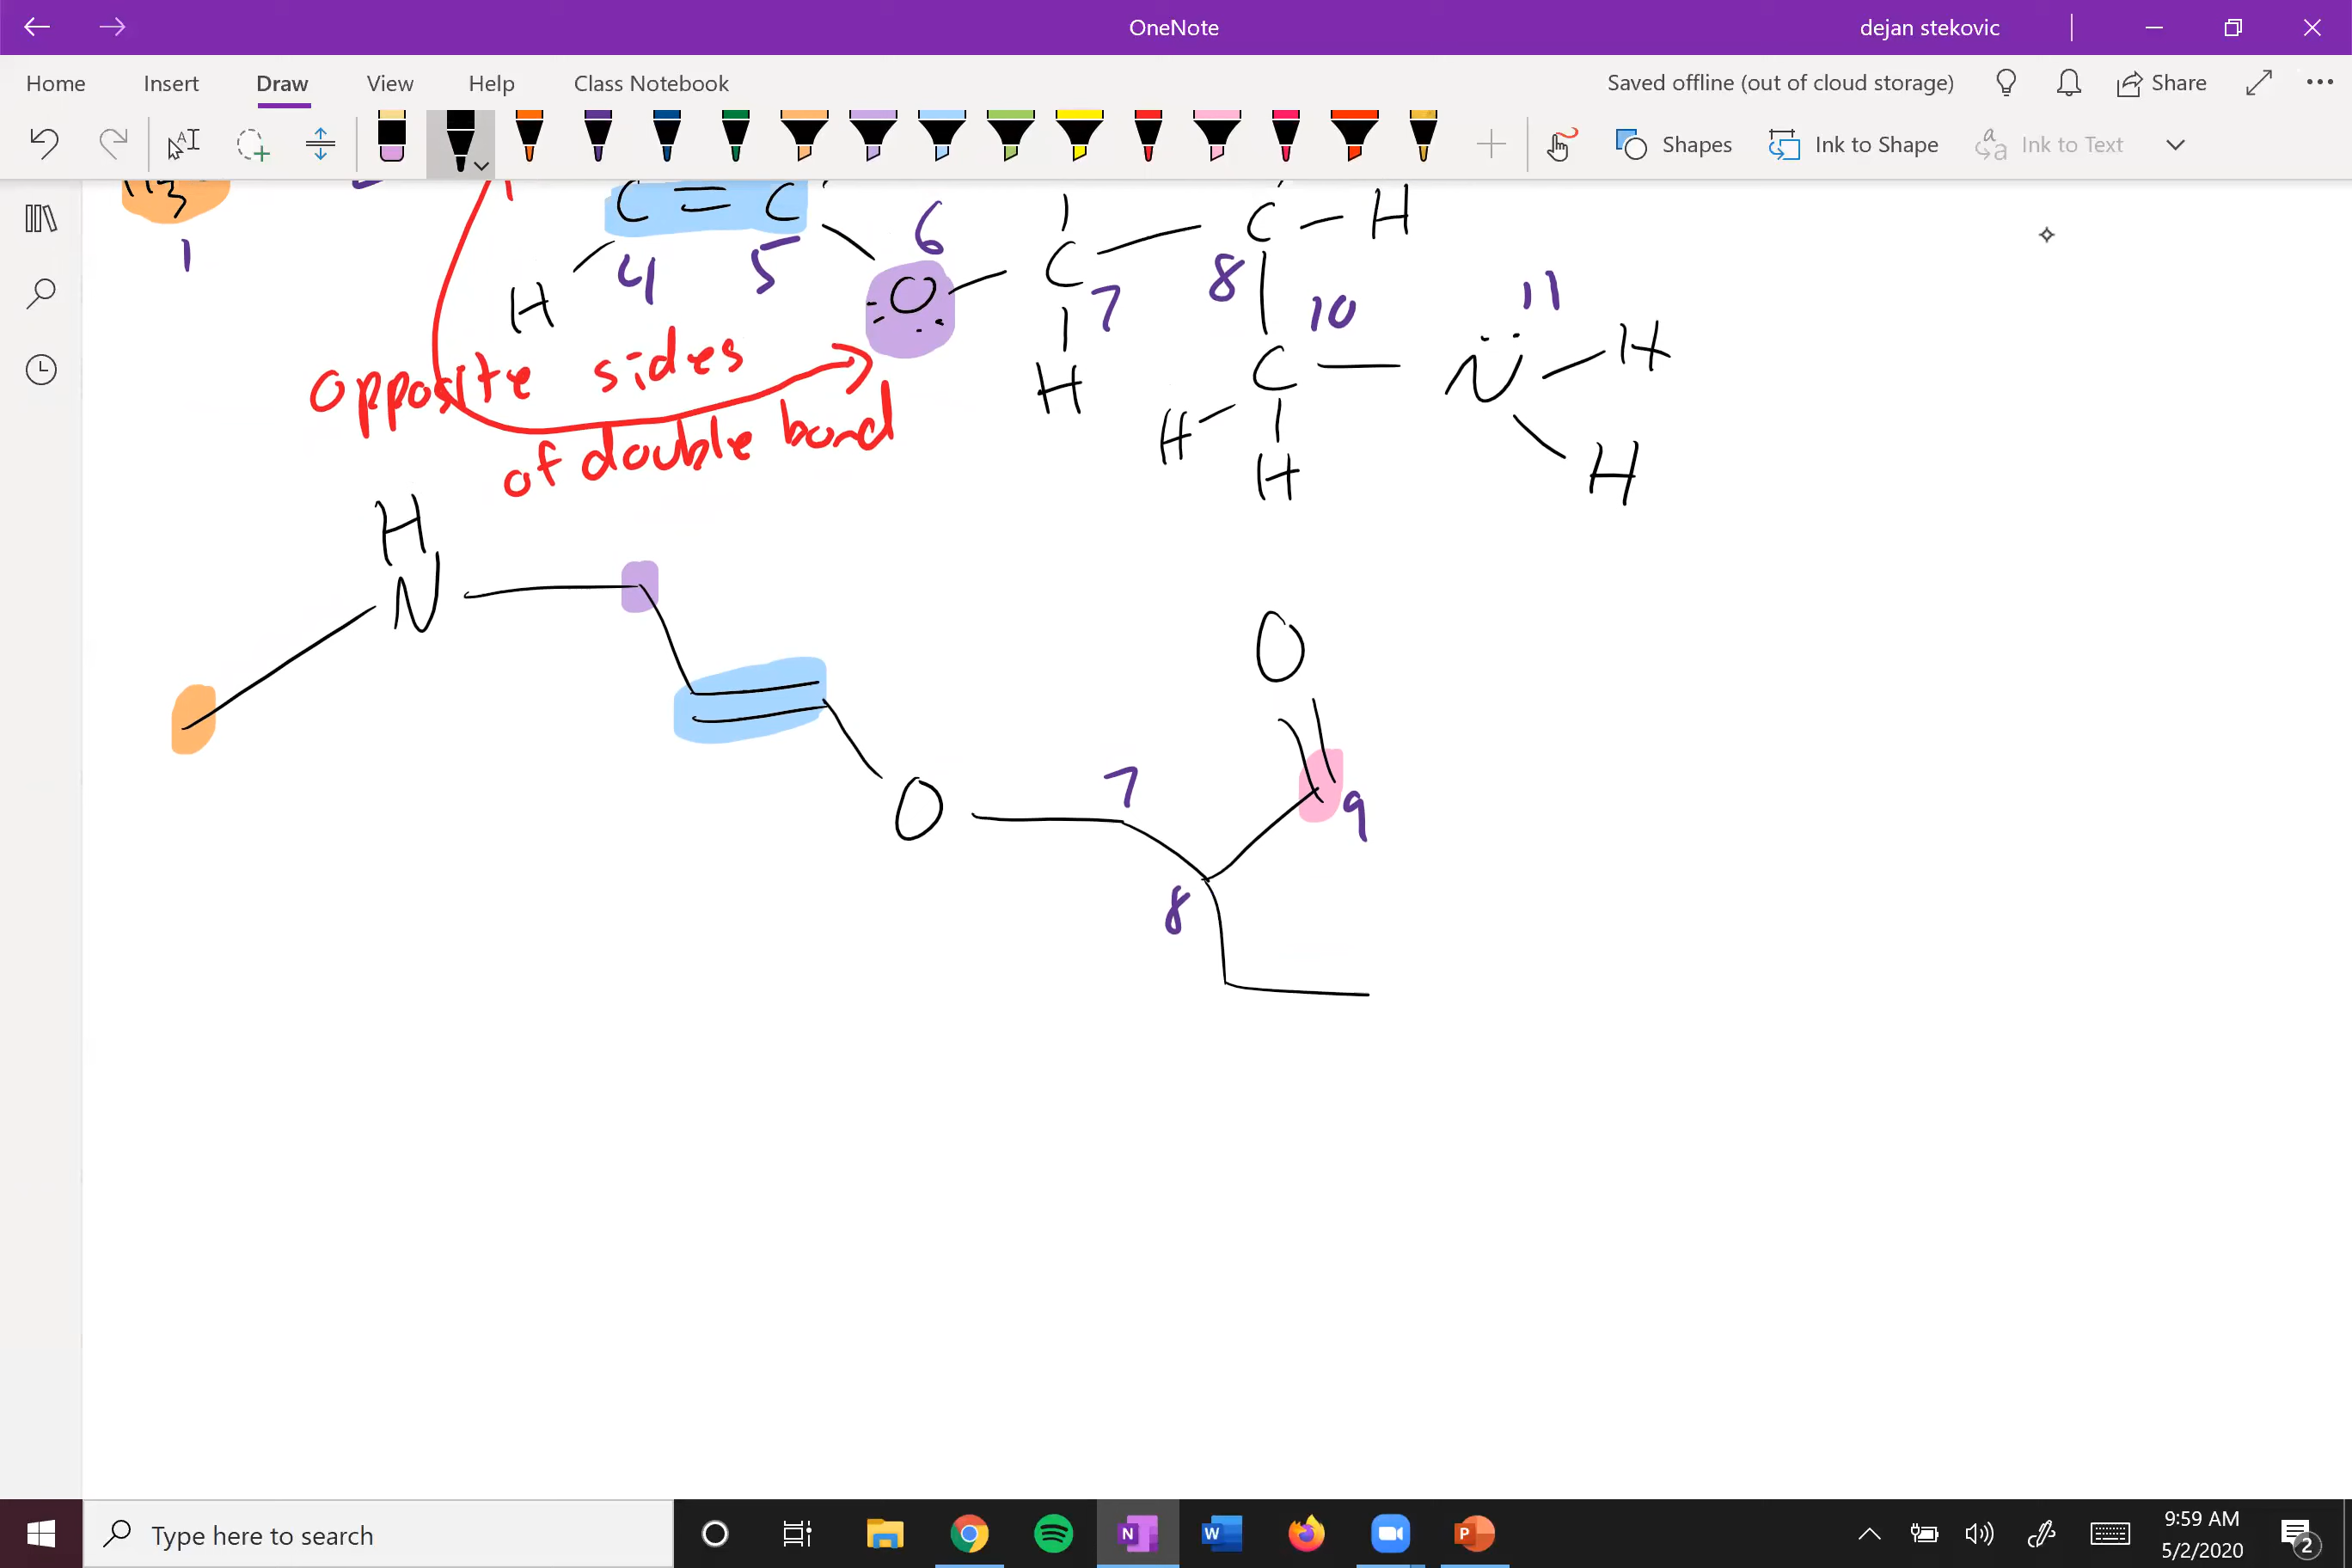 OneNote
dejan stekovic
Home Insert Draw View Help Class Notebook
Saved offline (out of cloud storage)
Share
Shapes
Ink to Shape
Ink to Text
C = C
C - H
1
H
4
5
6
O
C
7
8
10
11
H
C
N
H
H
H
H
opposite sides
of double bond
H
N
O
O
7
8
9
Type here to search
9:59 AM
5/2/2020
2